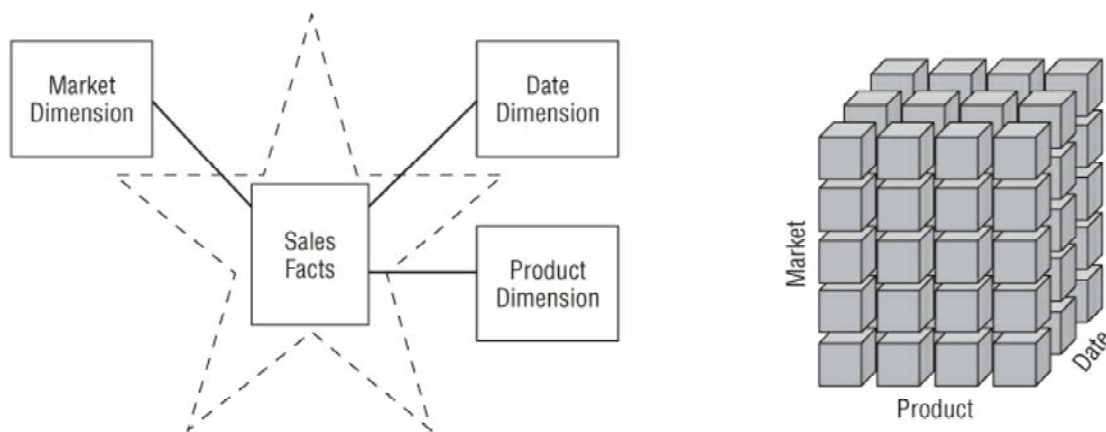 Market
Dimension
Date
Dimension
Sales
Facts
Product
Dimension
Market
Product
Date